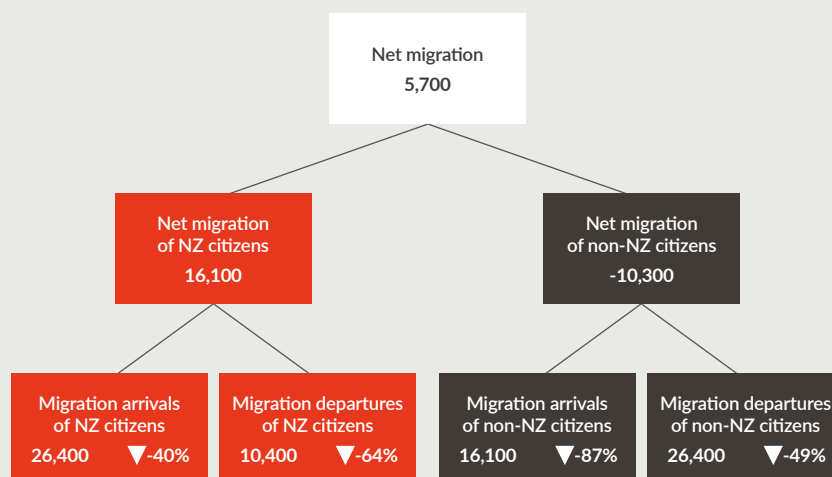 Net migration
5,700
Net migration
of NZ citizens
16,100
Net migration
of non-NZ citizens
-10,300
Migration arrivals
of NZ citizens
26,400 ▼-40%
Migration departures
of NZ citizens
10,400 ▼-64%
Migration arrivals
of non-NZ citizens
16,100 ▼-87%
Migration departures
of non-NZ citizens
26,400 ▼-49%